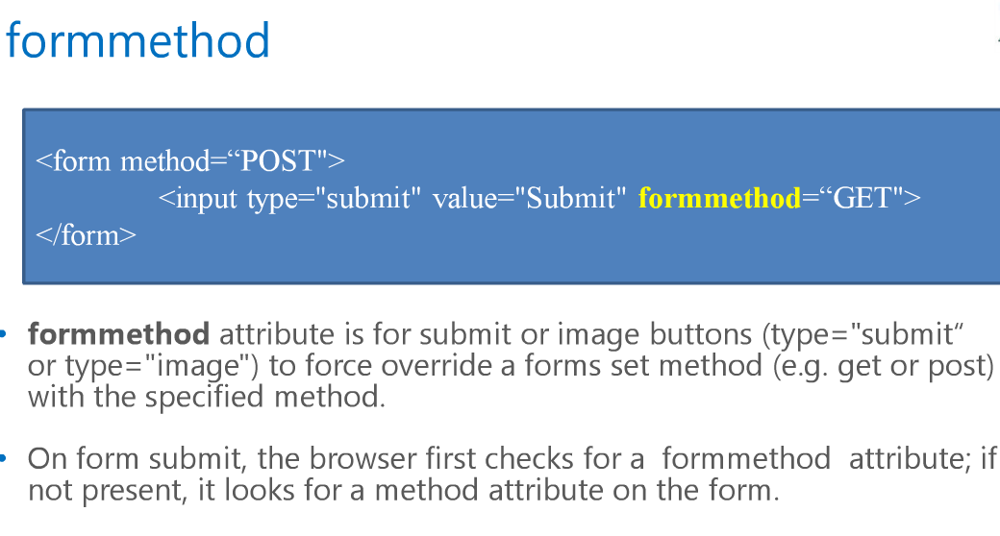 formmethod
<form method=“POST">
<input type="submit" value="Submit" formmethod=“GET">
</form>
• formmethod attribute is for submit or image buttons (type="submit“
or type="image") to force override a forms set method (e.g. get or post)
with the specified method.
• On form submit, the browser first checks for a  formmethod  attribute; if
not present, it looks for a method attribute on the form.